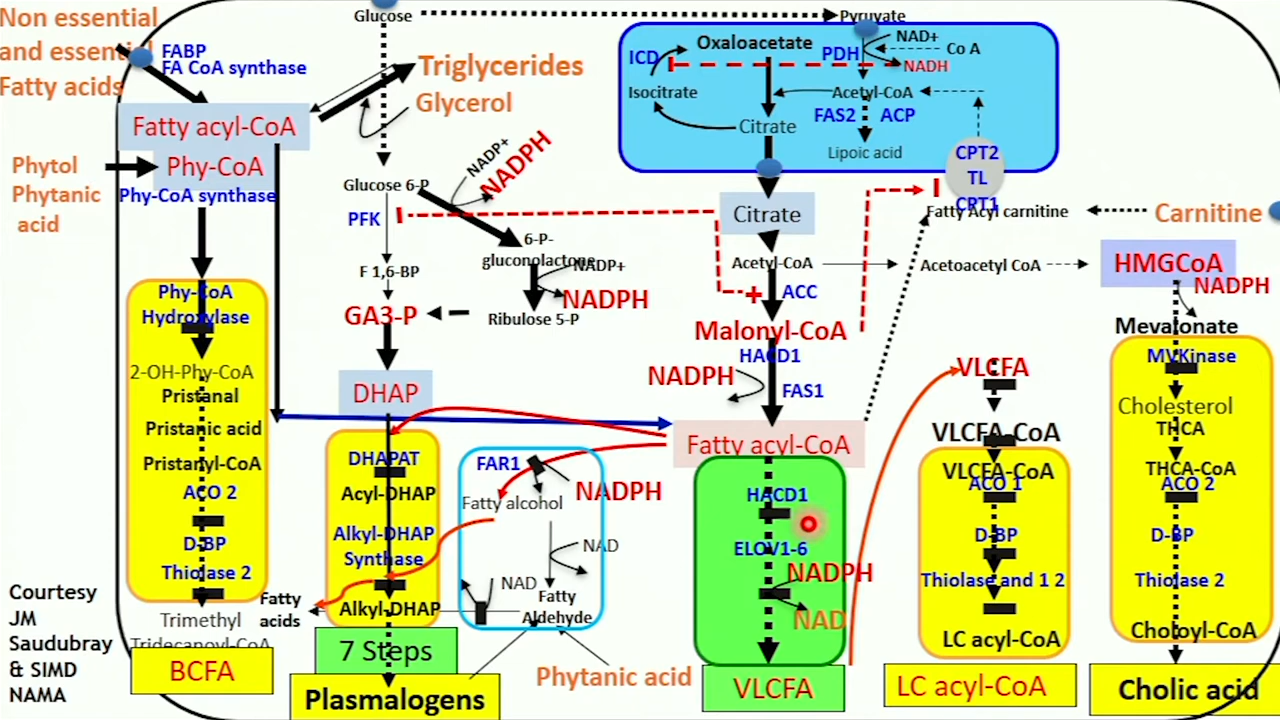 Non essential
and essential
Fatty acids
FABP
FA CoA synthase
Fatty acyl-CoA
Phytol
Phytanic
acid
Phy-CoA
Phy-CoA synthase
Phy-CoA
Hydroxylase
2-OH-Phy-CoA
Pristanal
Pristanic acid
Pristanyl-CoA
ACO 2
D-BP
Thiolase 2
Trimethyl
Tridecanoyl-CoA
BCFA
Courtesy
JM
Saudubray
& SIMD
NAMA
Glucose
Triglycerides
Glycerol
Glucose 6-P
NADP+
NADPH
PFK
6-P-
gluconolactone
NADP+
NADPH
F 1,6-BP
GA3-P
Ribulose 5-P
DHAP
DHAPAT
Acyl-DHAP
Alkyl-DHAP
Synthase
Alkyl-DHAP
7 Steps
Plasmalogens
Fatty
acids
FAR1
NADPH
Fatty alcohol
NAD
NAD
Fatty
Aldehyde
Phytanic acid
Pyruvate
NAD+
Co A
PDH
NADH
Oxaloacetate
ICD
Isocitrate
Acetyl-CoA
FAS2
ACP
Citrate
Lipoic acid
CPT2
TL
CRT1
Citrate
Fatty Acyl carnitine
Carnitine
Acetyl-CoA
Acetoacetyl CoA
HMGCoA
NADPH
ACC
Malonyl-CoA
HACD1
NADPH
FAS1
Fatty acyl-CoA
HACD1
ELOV1-6
NADPH
NAD
VLCFA
VLCFA
VLCFA-CoA
VLCFA-CoA
ACO 1
D-BP
Thiolase and 1 2
LC acyl-CoA
LC acyl-CoA
Mevalonate
MVKinase
Cholesterol
THCA
THCA-CoA
ACO 2
D-BP
Thiolase 2
Choloyl-CoA
Cholic acid